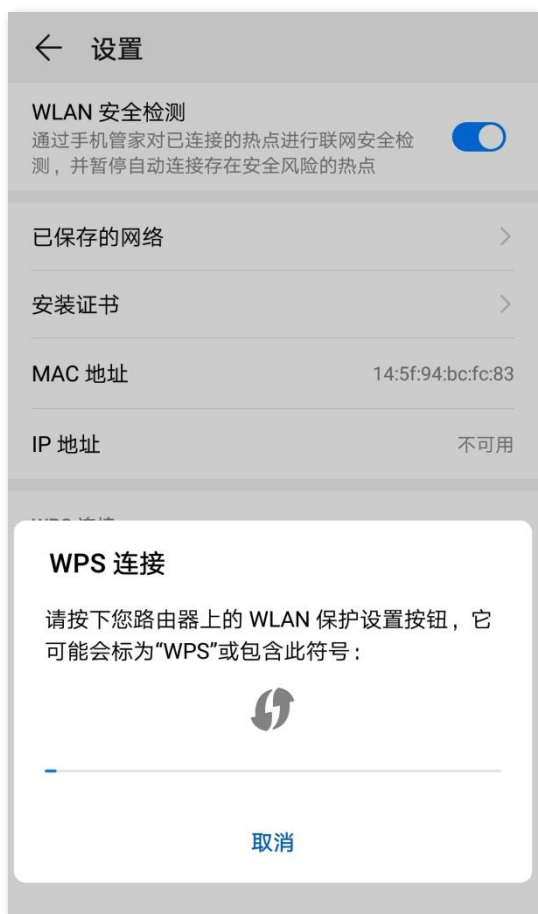 设置
WLAN 安全检测
通过手机管家对已连接的热点进行联网安全检
测，并暂停自动连接存在安全风险的热点
已保存的网络
安装证书
MAC 地址 14:5f:94:bc:fc:83
IP 地址 不可用
WPS 连接
WPS 连接
请按下您路由器上的 WLAN 保护设置按钮，它
可能会标为“WPS”或包含此符号：
取消